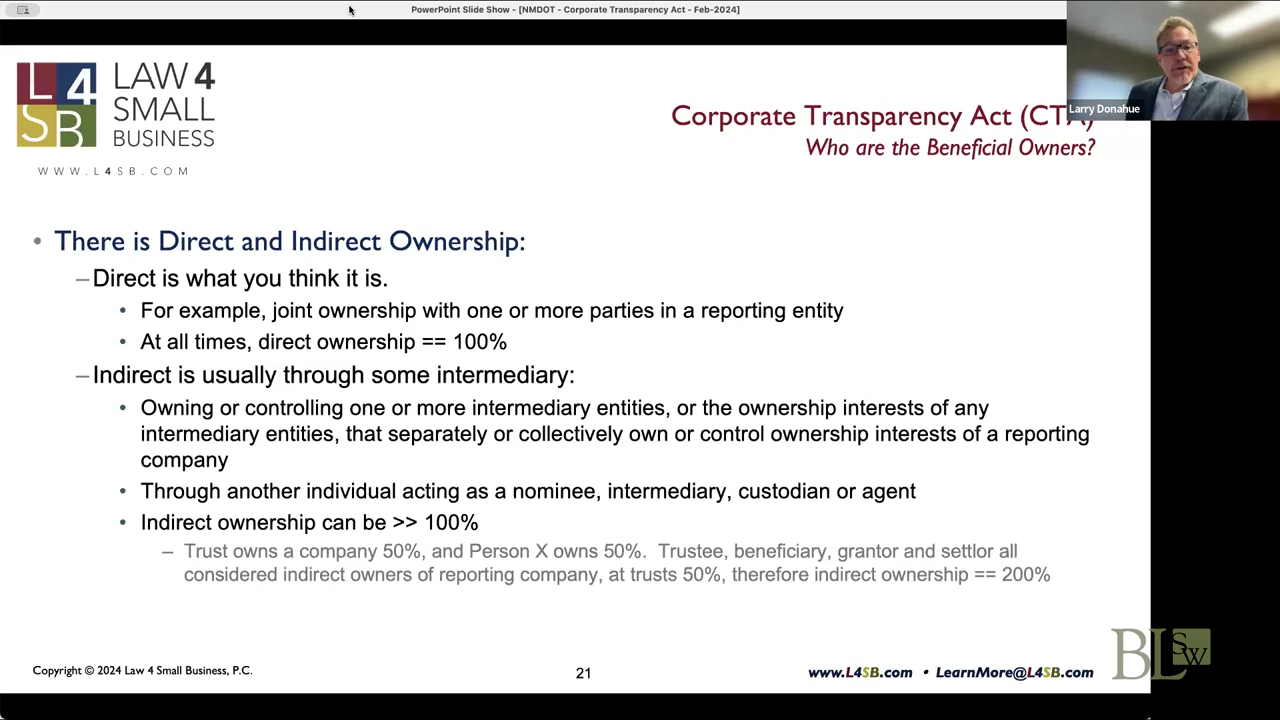 PowerPoint Slide Show - [NMDOT - Corporate Transparency Act - Feb-2024]
Larry Donahue
L4SB
LAW 4
SMALL
BUSINESS
WWW.L4SB.COM
Corporate Transparency Act (CTA)
Who are the Beneficial Owners?
• There is Direct and Indirect Ownership:
– Direct is what you think it is.
• For example, joint ownership with one or more parties in a reporting entity
• At all times, direct ownership == 100%
– Indirect is usually through some intermediary:
• Owning or controlling one or more intermediary entities, or the ownership interests of any
intermediary entities, that separately or collectively own or control ownership interests of a reporting
company
• Through another individual acting as a nominee, intermediary, custodian or agent
• Indirect ownership can be >> 100%
– Trust owns a company 50%, and Person X owns 50%. Trustee, beneficiary, grantor and settlor all
considered indirect owners of reporting company, at trusts 50%, therefore indirect ownership == 200%
Copyright © 2024 Law 4 Small Business, P.C.
21
www.L4SB.com • LearnMore@L4SB.com
BLSW